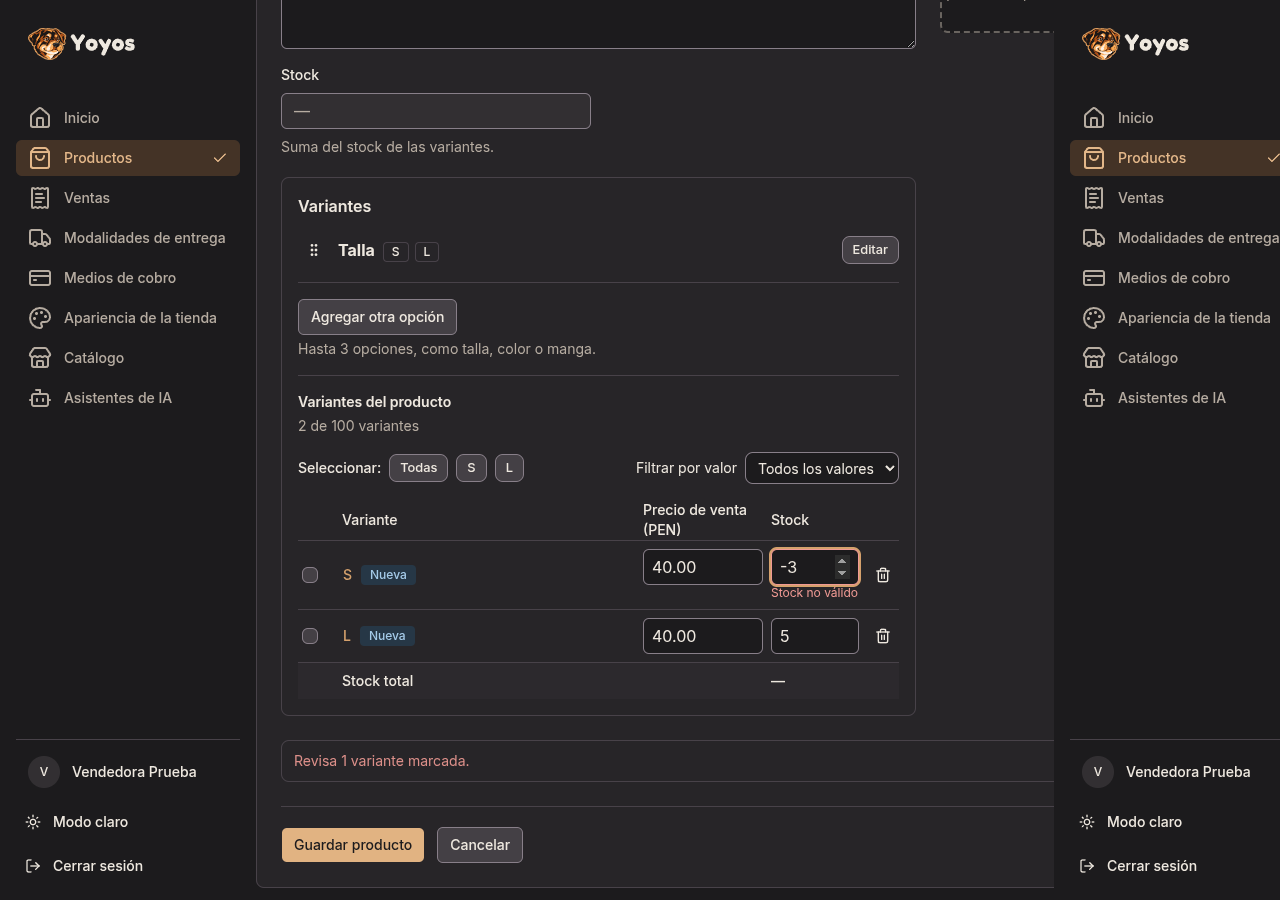 Yoyos
Inicio
Productos
Ventas
Modalidades de entrega
Medios de cobro
Apariencia de la tienda
Catálogo
Asistentes de IA
V
Vendedora Prueba
Modo claro
Cerrar sesión
Stock
—
Suma del stock de las variantes.
Variantes
Talla S L
Editar
Agregar otra opción
Hasta 3 opciones, como talla, color o manga.
Variantes del producto
2 de 100 variantes
Seleccionar: Todas S L Filtrar por valor Todos los valores
Variante Precio de venta (PEN) Stock
S Nueva 40.00 -3
Stock no válido
L Nueva 40.00 5
Stock total —
Revisa 1 variante marcada.
Guardar producto Cancelar
Yoyos
Inicio
Productos
Ventas
Modalidades de entrega
Medios de cobro
Apariencia de la tienda
Catálogo
Asistentes de IA
V
Vendedora Prueba
Modo claro
Cerrar sesión